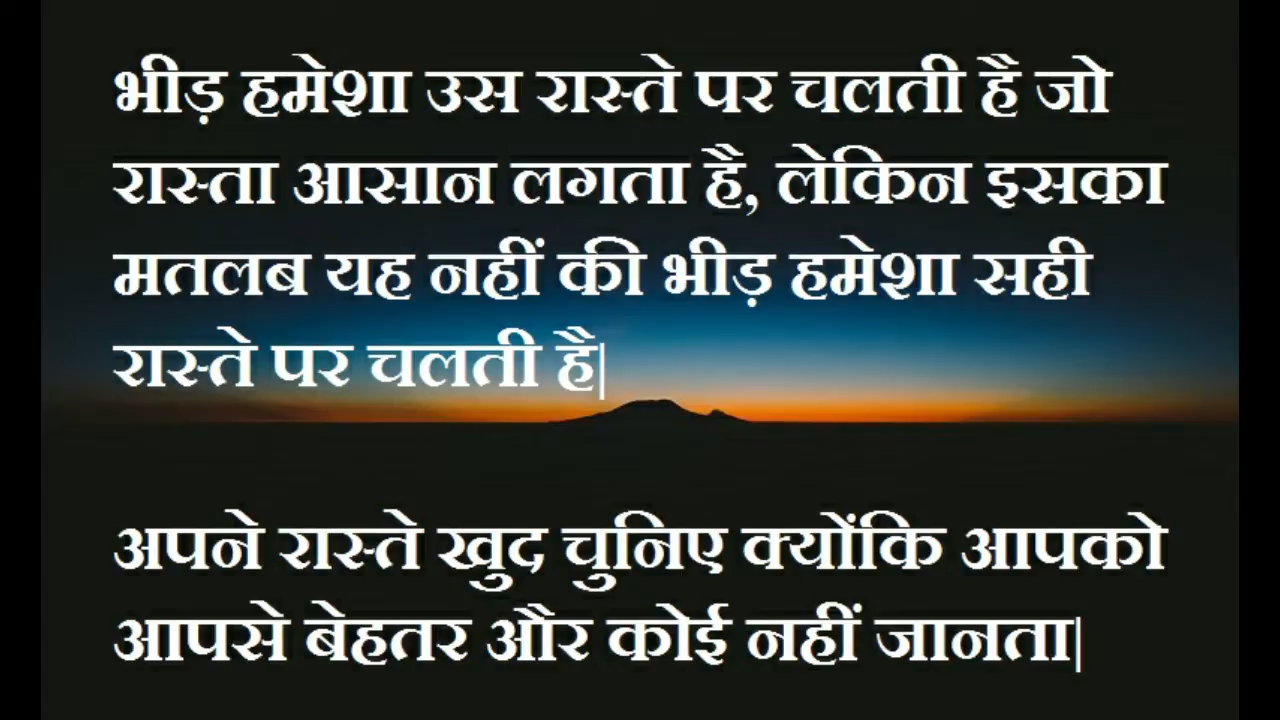 भीड़ हमेशा उस रास्ते पर चलती है जो
रास्ता आसान लगता है, लेकिन इसका
मतलब यह नहीं की भीड़ हमेशा सही
रास्ते पर चलती है|
अपने रास्ते खुद चुनिए क्योंकि आपको
आपसे बेहतर और कोई नहीं जानता|